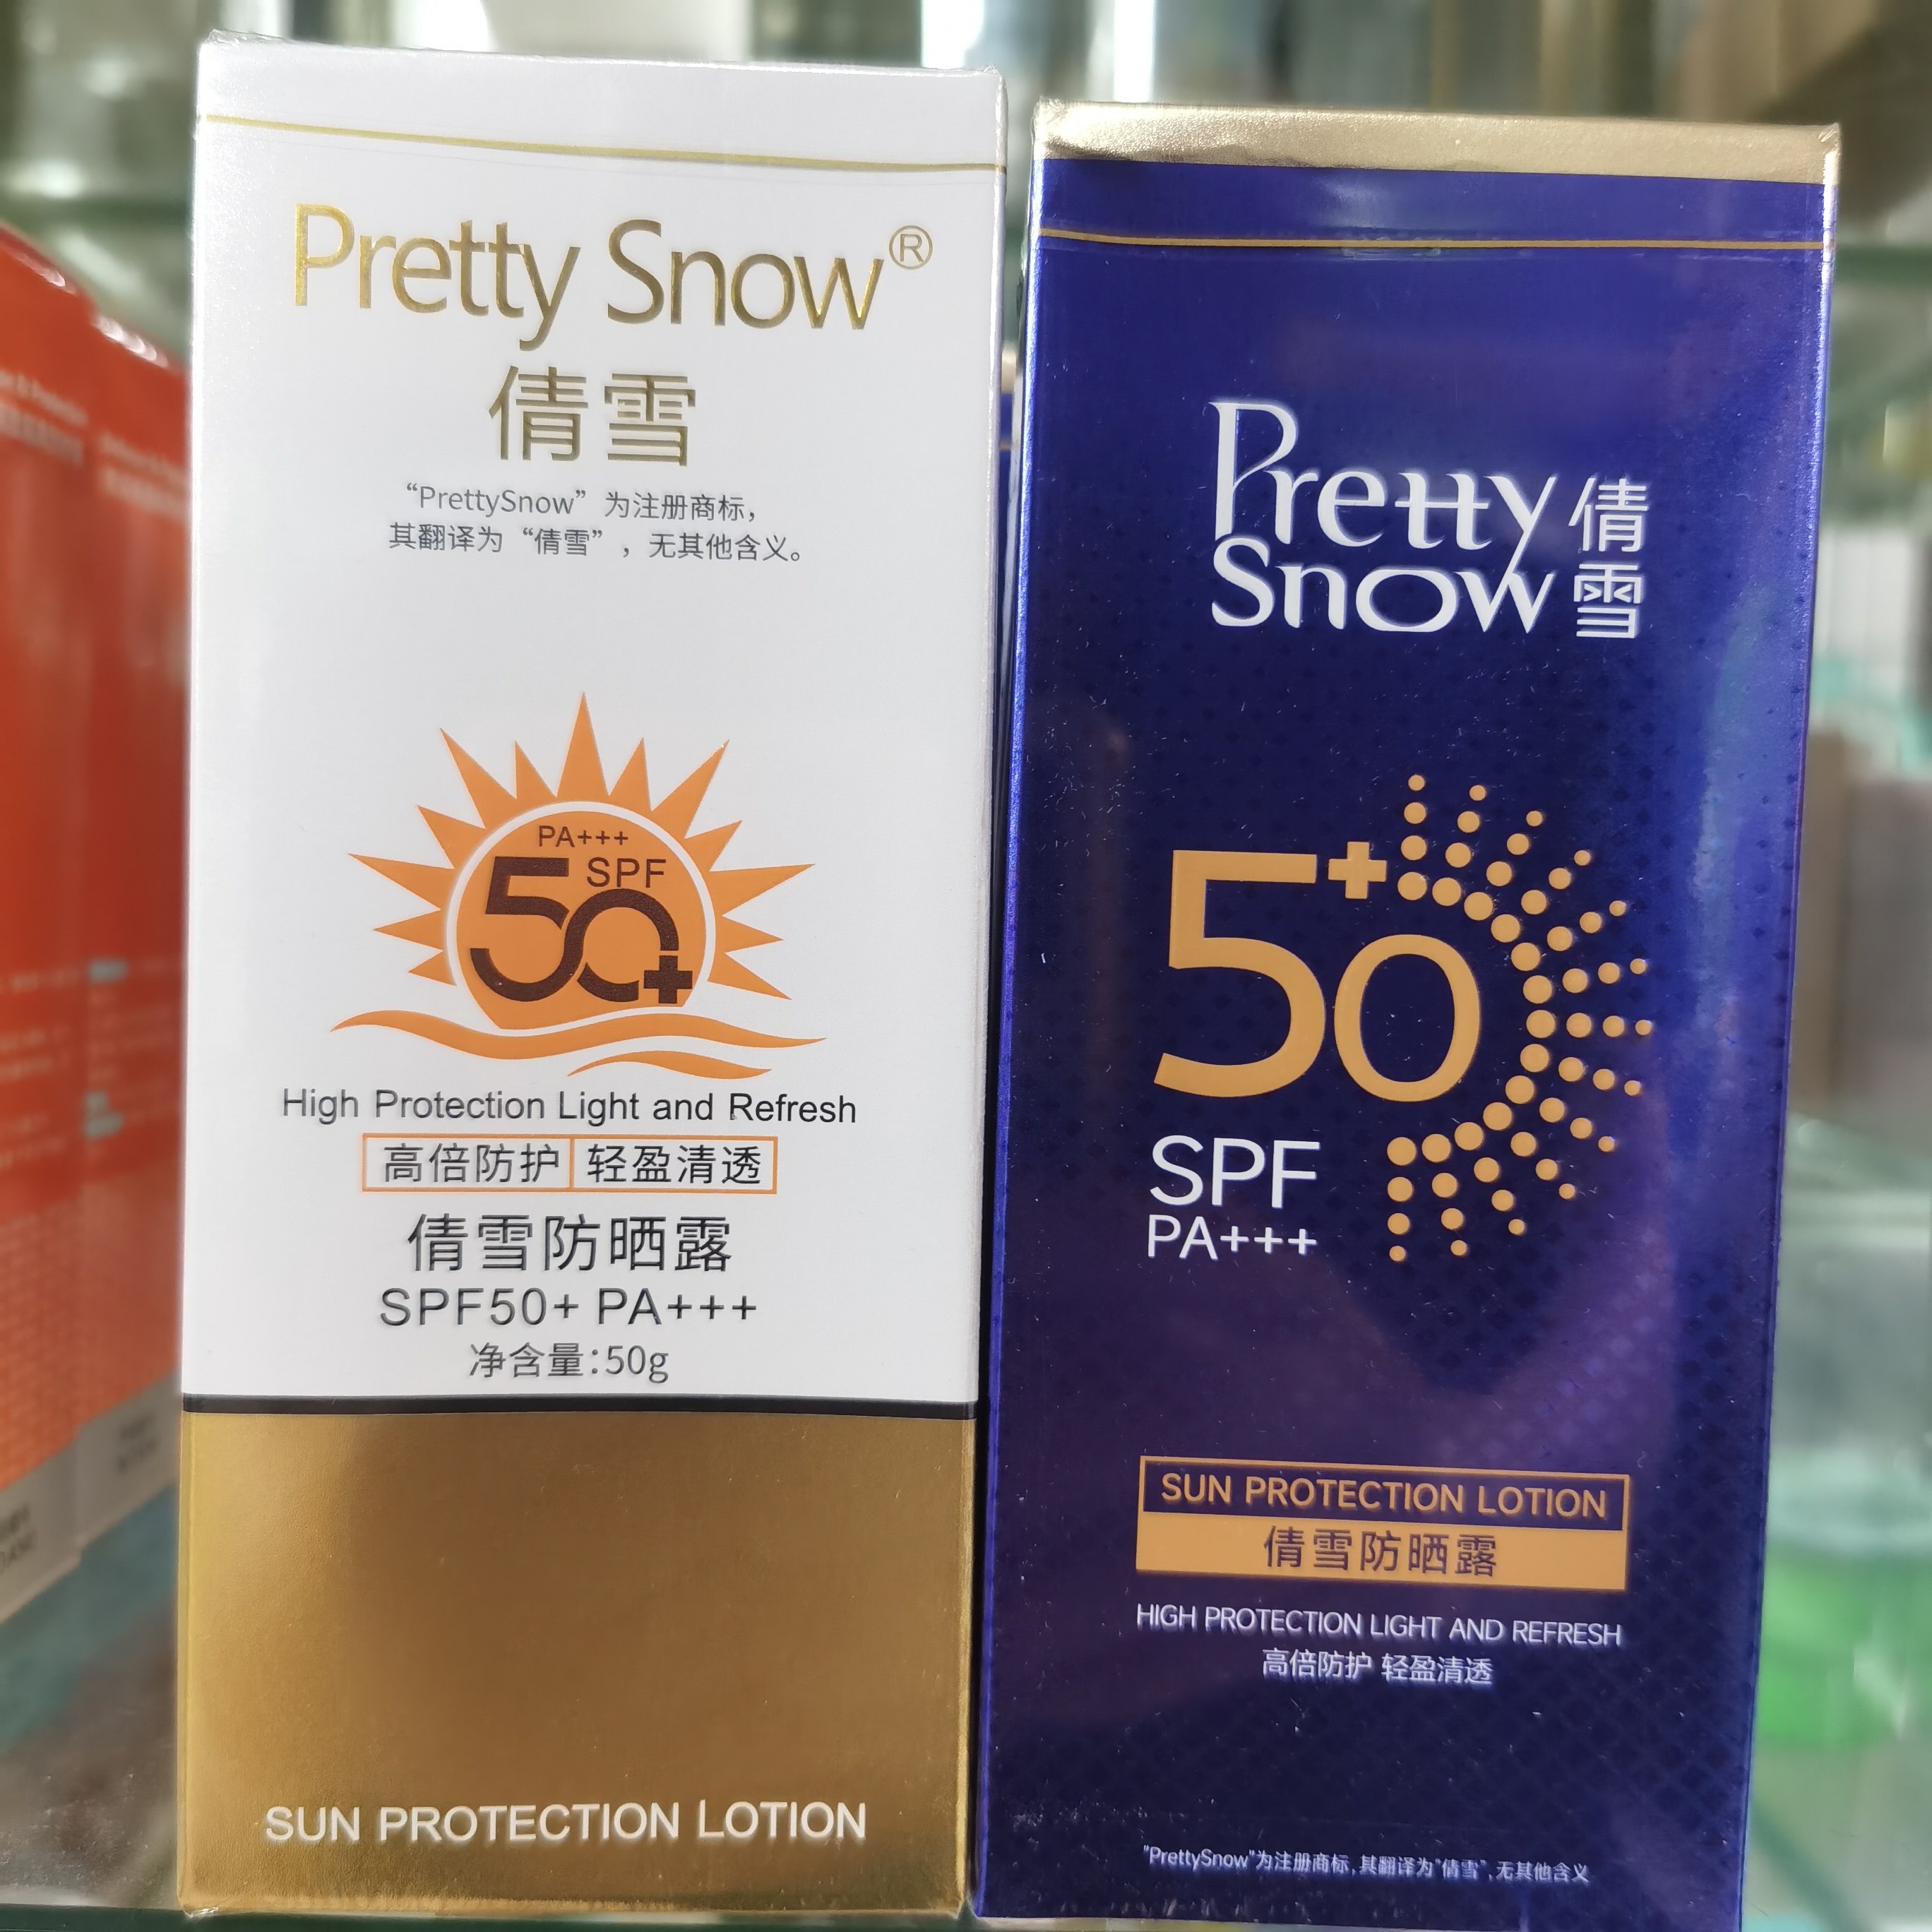 Pretty Snow®
倩雪
“PrettySnow”为注册商标，
其翻译为“倩雪”，无其他含义。
PA+++
SPF
50+
High Protection Light and Refresh
高倍防护 轻盈清透
倩雪防晒露
SPF50+ PA+++
净含量:50g
SUN PROTECTION LOTION
Pretty
Snow
倩雪
50+
SPF
PA+++
SUN PROTECTION LOTION
倩雪防晒露
HIGH PROTECTION LIGHT AND REFRESH
高倍防护 轻盈清透
"PrettySnow"为注册商标,其翻译为"倩雪",无其他含义